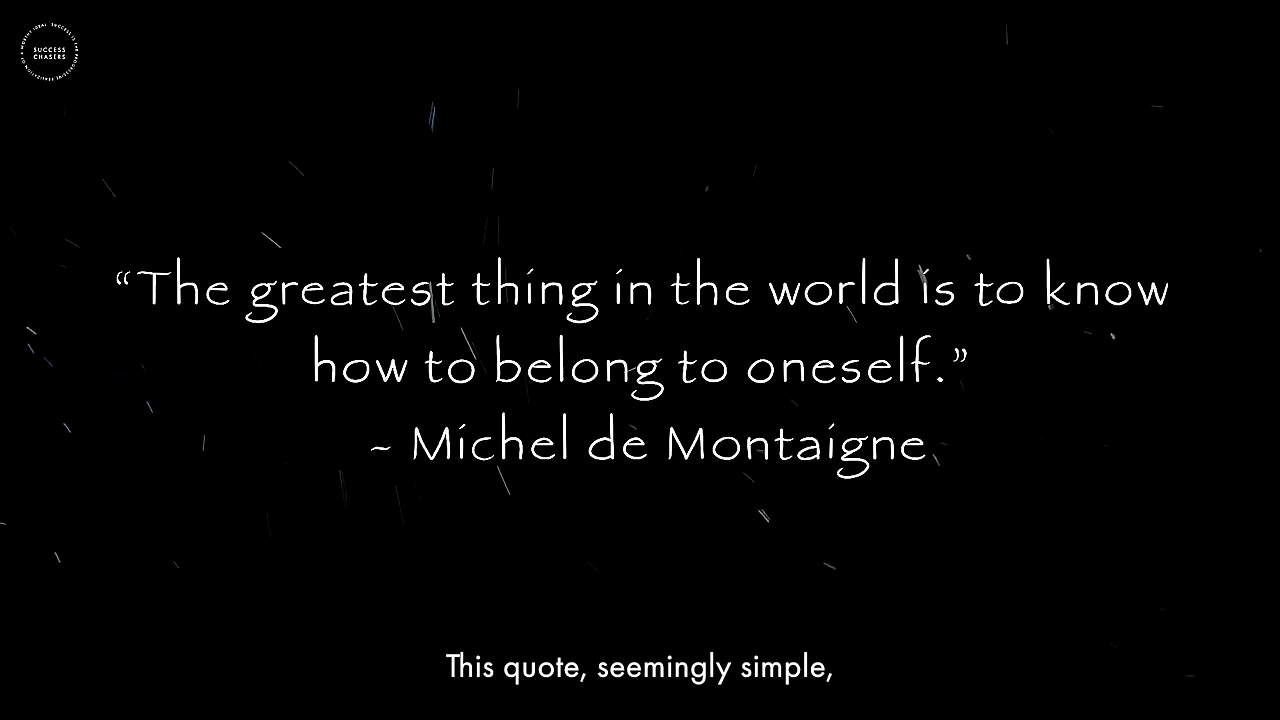 SUCCESS
CHASERS
“The greatest thing in the world is to know
how to belong to oneself.”
~ Michel de Montaigne
This quote, seemingly simple,